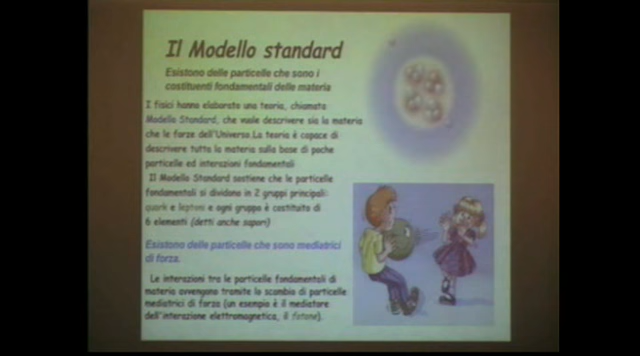 Il Modello standard
Esistono delle particelle che sono i
costituenti fondamentali della materia
I fisici hanno elaborato una teoria, chiamata
Modello Standard, che vuole descrivere sia la materia
che le forze dell'Universo.La teoria è capace di
descrivere tutta la materia sulla base di poche
particelle ed interazioni fondamentali
Il Modello Standard sostiene che le particelle
fondamentali si dividono in 2 gruppi principali:
quark e leptoni e ogni gruppo è costituito di
6 elementi (detti anche sapori)
Esistono delle particelle che sono mediatrici
di forza.
Le interazioni tra le particelle fondamentali di
materia avvengono tramite lo scambio di particelle
mediatrici di forza (un esempio è il mediatore
dell'interazione elettromagnetica, il fotone).